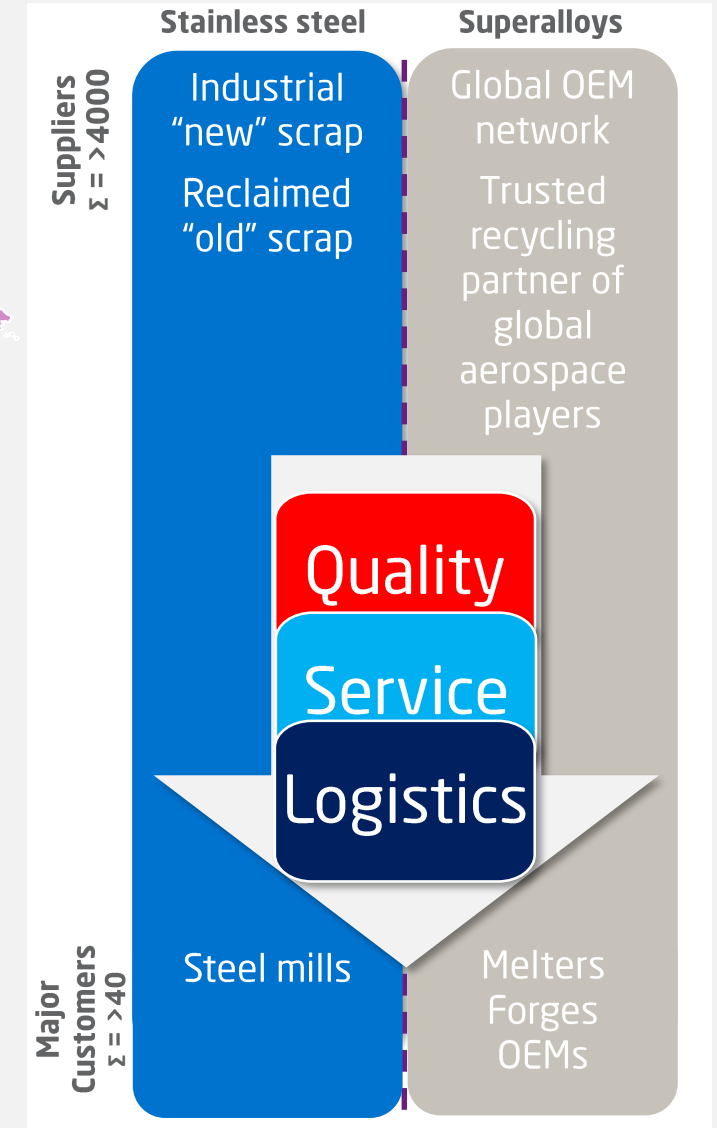 Stainless steel
Superalloys
Suppliers
Σ = >4000
Industrial
“new” scrap
Reclaimed
“old” scrap
Global OEM
network
Trusted
recycling
partner of
global
aerospace
players
Quality
Service
Logistics
Major
Customers
Σ = >40
Steel mills
Melters
Forges
OEMs